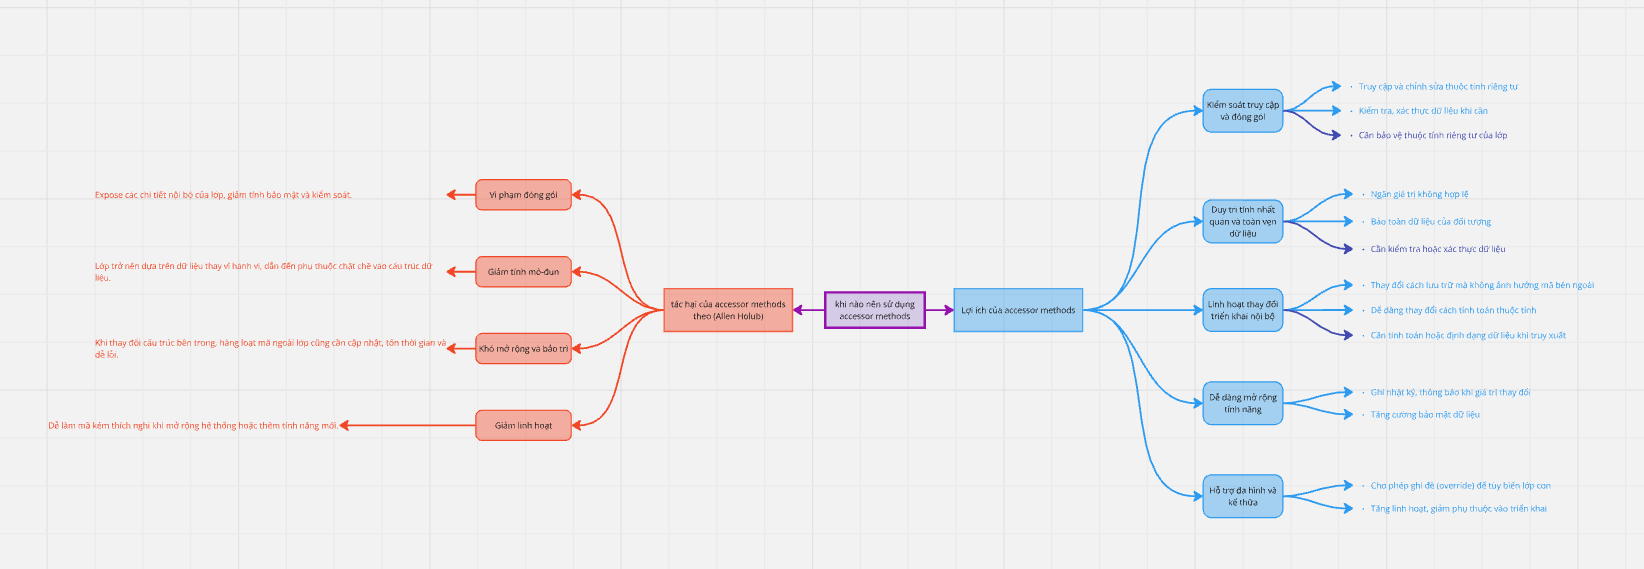 khi nào nên sử dụng
accessor methods
tác hại của accessor methods
theo (Allen Holub)
Vi phạm đóng gói
Expose các chi tiết nội bộ của lớp, giảm tính bảo mật và kiểm soát.
Giảm tính mô-đun
Lớp trở nên dựa trên dữ liệu thay vì hành vi, dẫn đến phụ thuộc chặt chẽ vào cấu trúc dữ
liệu.
Khó mở rộng và bảo trì
Khi thay đổi cấu trúc bên trong, hàng loạt mã ngoài lớp cũng cần cập nhật, tốn thời gian và
dễ lỗi.
Giảm linh hoạt
Dễ làm mã kém thích nghi khi mở rộng hệ thống hoặc thêm tính năng mới.
Lợi ích của accessor methods
Kiểm soát truy cập
và đóng gói
• Truy cập và chỉnh sửa thuộc tính riêng tư
• Kiểm tra, xác thực dữ liệu khi cần
• Cần bảo vệ thuộc tính riêng tư của lớp
Duy trì tính nhất
quán và toàn vẹn
dữ liệu
• Ngăn giá trị không hợp lệ
• Bảo toàn dữ liệu của đối tượng
• Cần kiểm tra hoặc xác thực dữ liệu
Linh hoạt thay đổi
triển khai nội bộ
• Thay đổi cách lưu trữ mà không ảnh hưởng mã bên ngoài
• Dễ dàng thay đổi cách tính toán thuộc tính
• Cần tính toán hoặc định dạng dữ liệu khi truy xuất
Dễ dàng mở rộng
tính năng
• Ghi nhật ký, thông báo khi giá trị thay đổi
• Tăng cường bảo mật dữ liệu
Hỗ trợ đa hình và
kế thừa
• Cho phép ghi đè (override) để tùy biến lớp con
• Tăng linh hoạt, giảm phụ thuộc vào triển khai